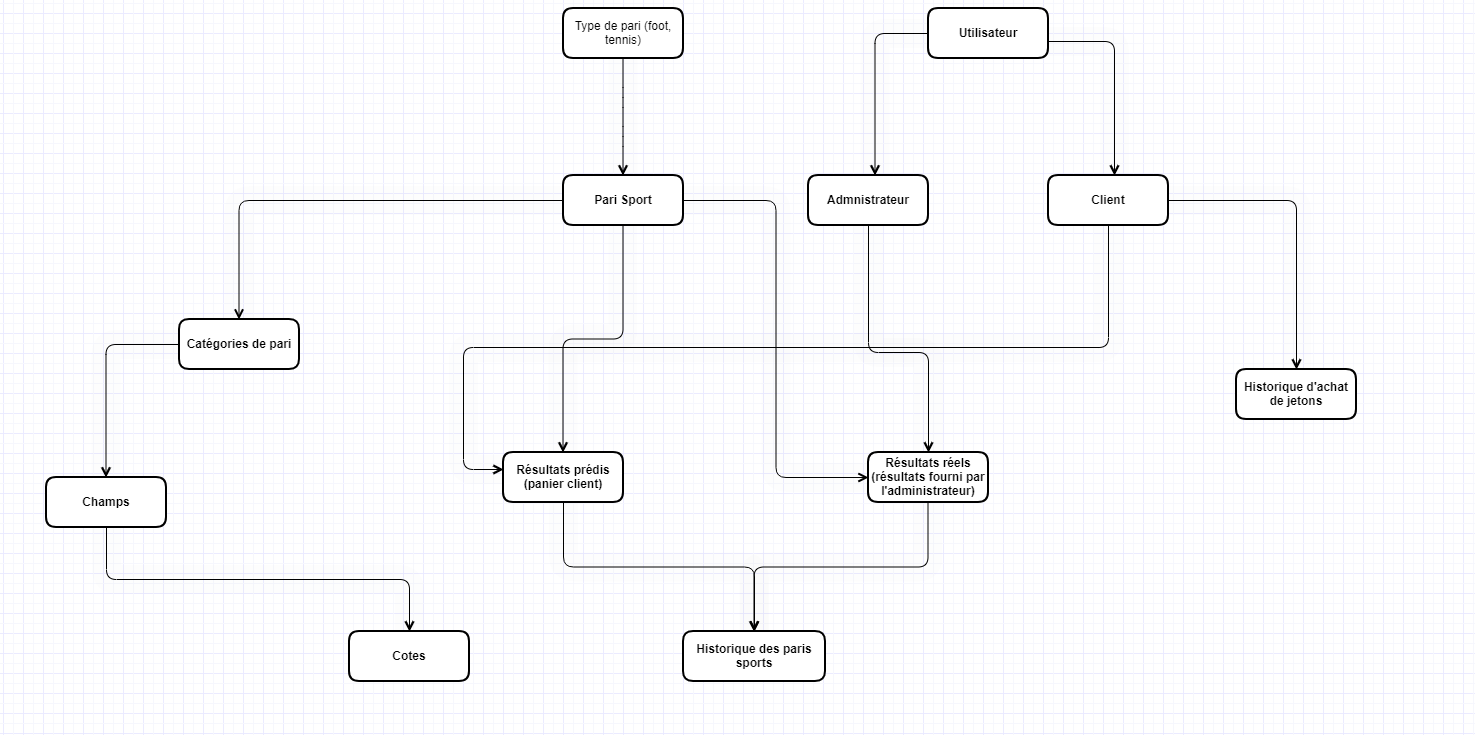 Type de pari (foot,
tennis)
Utilisateur
Pari Sport
Admnistrateur
Client
Catégories de pari
Historique d'achat
de jetons
Résultats prédis
(panier client)
Résultats réels
(résultats fourni par
l'administrateur)
Champs
Cotes
Historique des paris
sports